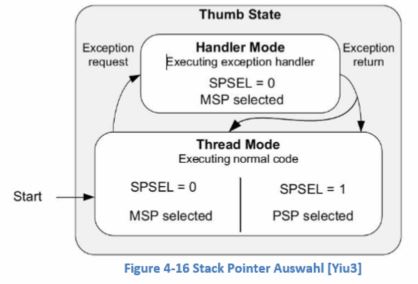 Thumb State
Exception
request
Handler Mode
Executing exception handler
SPSEL = 0
MSP selected
Exception
return
Thread Mode
Executing normal code
Start
SPSEL = 0
MSP selected
SPSEL = 1
PSP selected
Figure 4-16 Stack Pointer Auswahl [Yiu3]